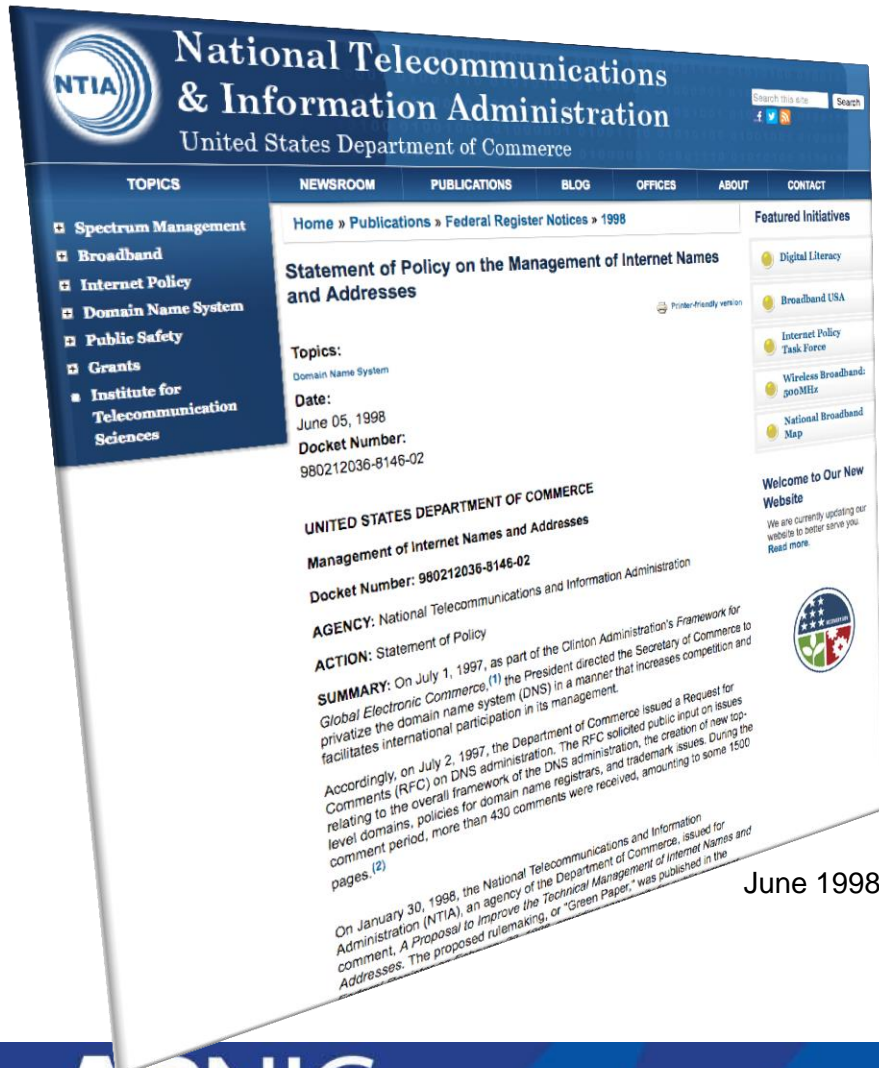 NTIA
National Telecommunications
& Information Administration
United States Department of Commerce
Search this site
Search
TOPICS
NEWSROOM
PUBLICATIONS
BLOG
OFFICES
ABOUT
CONTACT
Spectrum Management
Broadband
Internet Policy
Domain Name System
Public Safety
Grants
Institute for
Telecommunication
Sciences
Home » Publications » Federal Register Notices » 1998
Statement of Policy on the Management of Internet Names
and Addresses
Printer-friendly version
Topics:
Domain Name System
Date:
June 05, 1998
Docket Number:
980212036-8146-02
UNITED STATES DEPARTMENT OF COMMERCE
Management of Internet Names and Addresses
Docket Number: 980212036-8146-02
AGENCY: National Telecommunications and Information Administration
ACTION: Statement of Policy
SUMMARY: On July 1, 1997, as part of the Clinton Administration's Framework for
Global Electronic Commerce,(1) the President directed the Secretary of Commerce to
privatize the domain name system (DNS) in a manner that increases competition and
facilitates international participation in its management.
Accordingly, on July 2, 1997, the Department of Commerce issued a Request for
Comments (RFC) on DNS administration. The RFC solicited public input on issues
relating to the overall framework of the DNS administration, the creation of new top-
level domains, policies for domain name registrars, and trademark issues. During the
comment period, more than 430 comments were received, amounting to some 1500
pages.(2)
On January 30, 1998, the National Telecommunications and Information
Administration (NTIA), an agency of the Department of Commerce, issued for
comment, A Proposal to Improve the Technical Management of Internet Names and
Addresses. The proposed rulemaking, or "Green Paper," was published in the
Featured Initiatives
Digital Literacy
Broadband USA
Internet Policy
Task Force
Wireless Broadband:
500MHz
National Broadband
Map
Welcome to Our New
Website
We are currently updating our
website to better serve you.
Read more.
June 1998